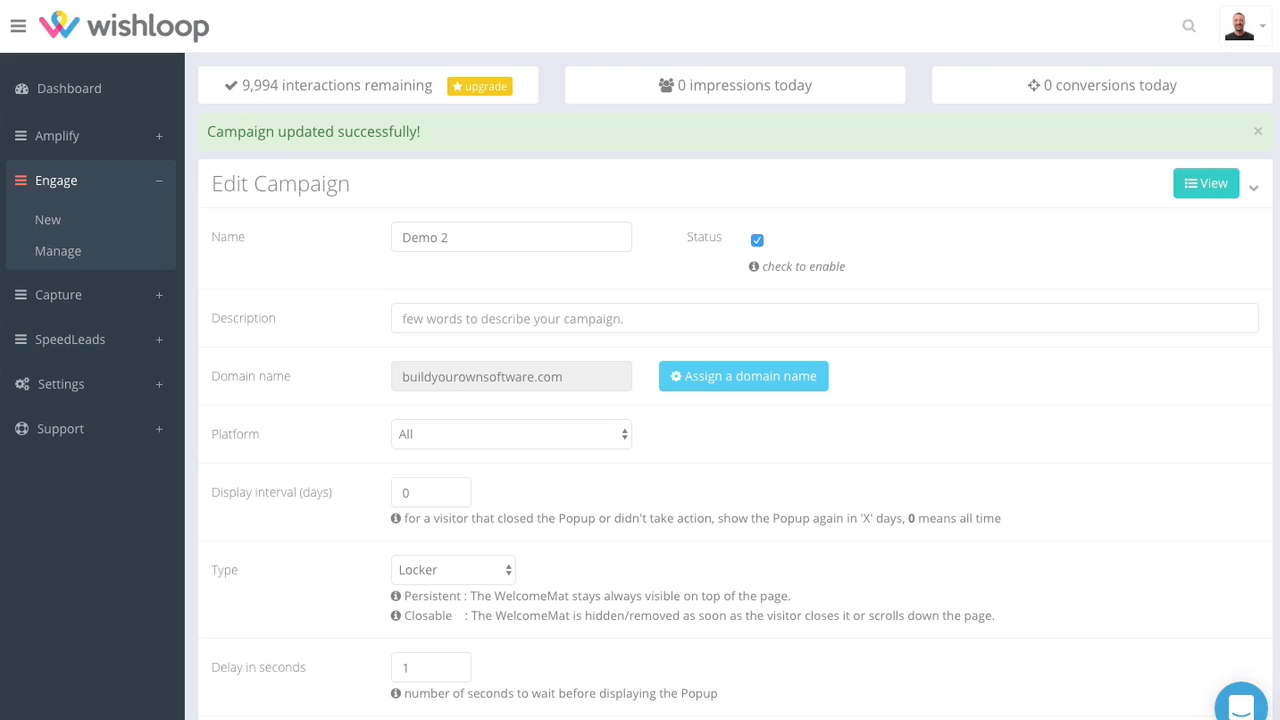 wishloop
9,994 interactions remaining upgrade
0 impressions today
0 conversions today
Dashboard
Amplify +
Engage −
New
Manage
Capture +
SpeedLeads +
Settings +
Support +
Campaign updated successfully! ×
Edit Campaign
View
Name
Demo 2
Status
check to enable
Description
few words to describe your campaign.
Domain name
buildyourownsoftware.com
Assign a domain name
Platform
All
Display interval (days)
0
for a visitor that closed the Popup or didn't take action, show the Popup again in 'X' days, 0 means all time
Type
Locker
Persistent : The WelcomeMat stays always visible on top of the page.
Closable : The WelcomeMat is hidden/removed as soon as the visitor closes it or scrolls down the page.
Delay in seconds
1
number of seconds to wait before displaying the Popup